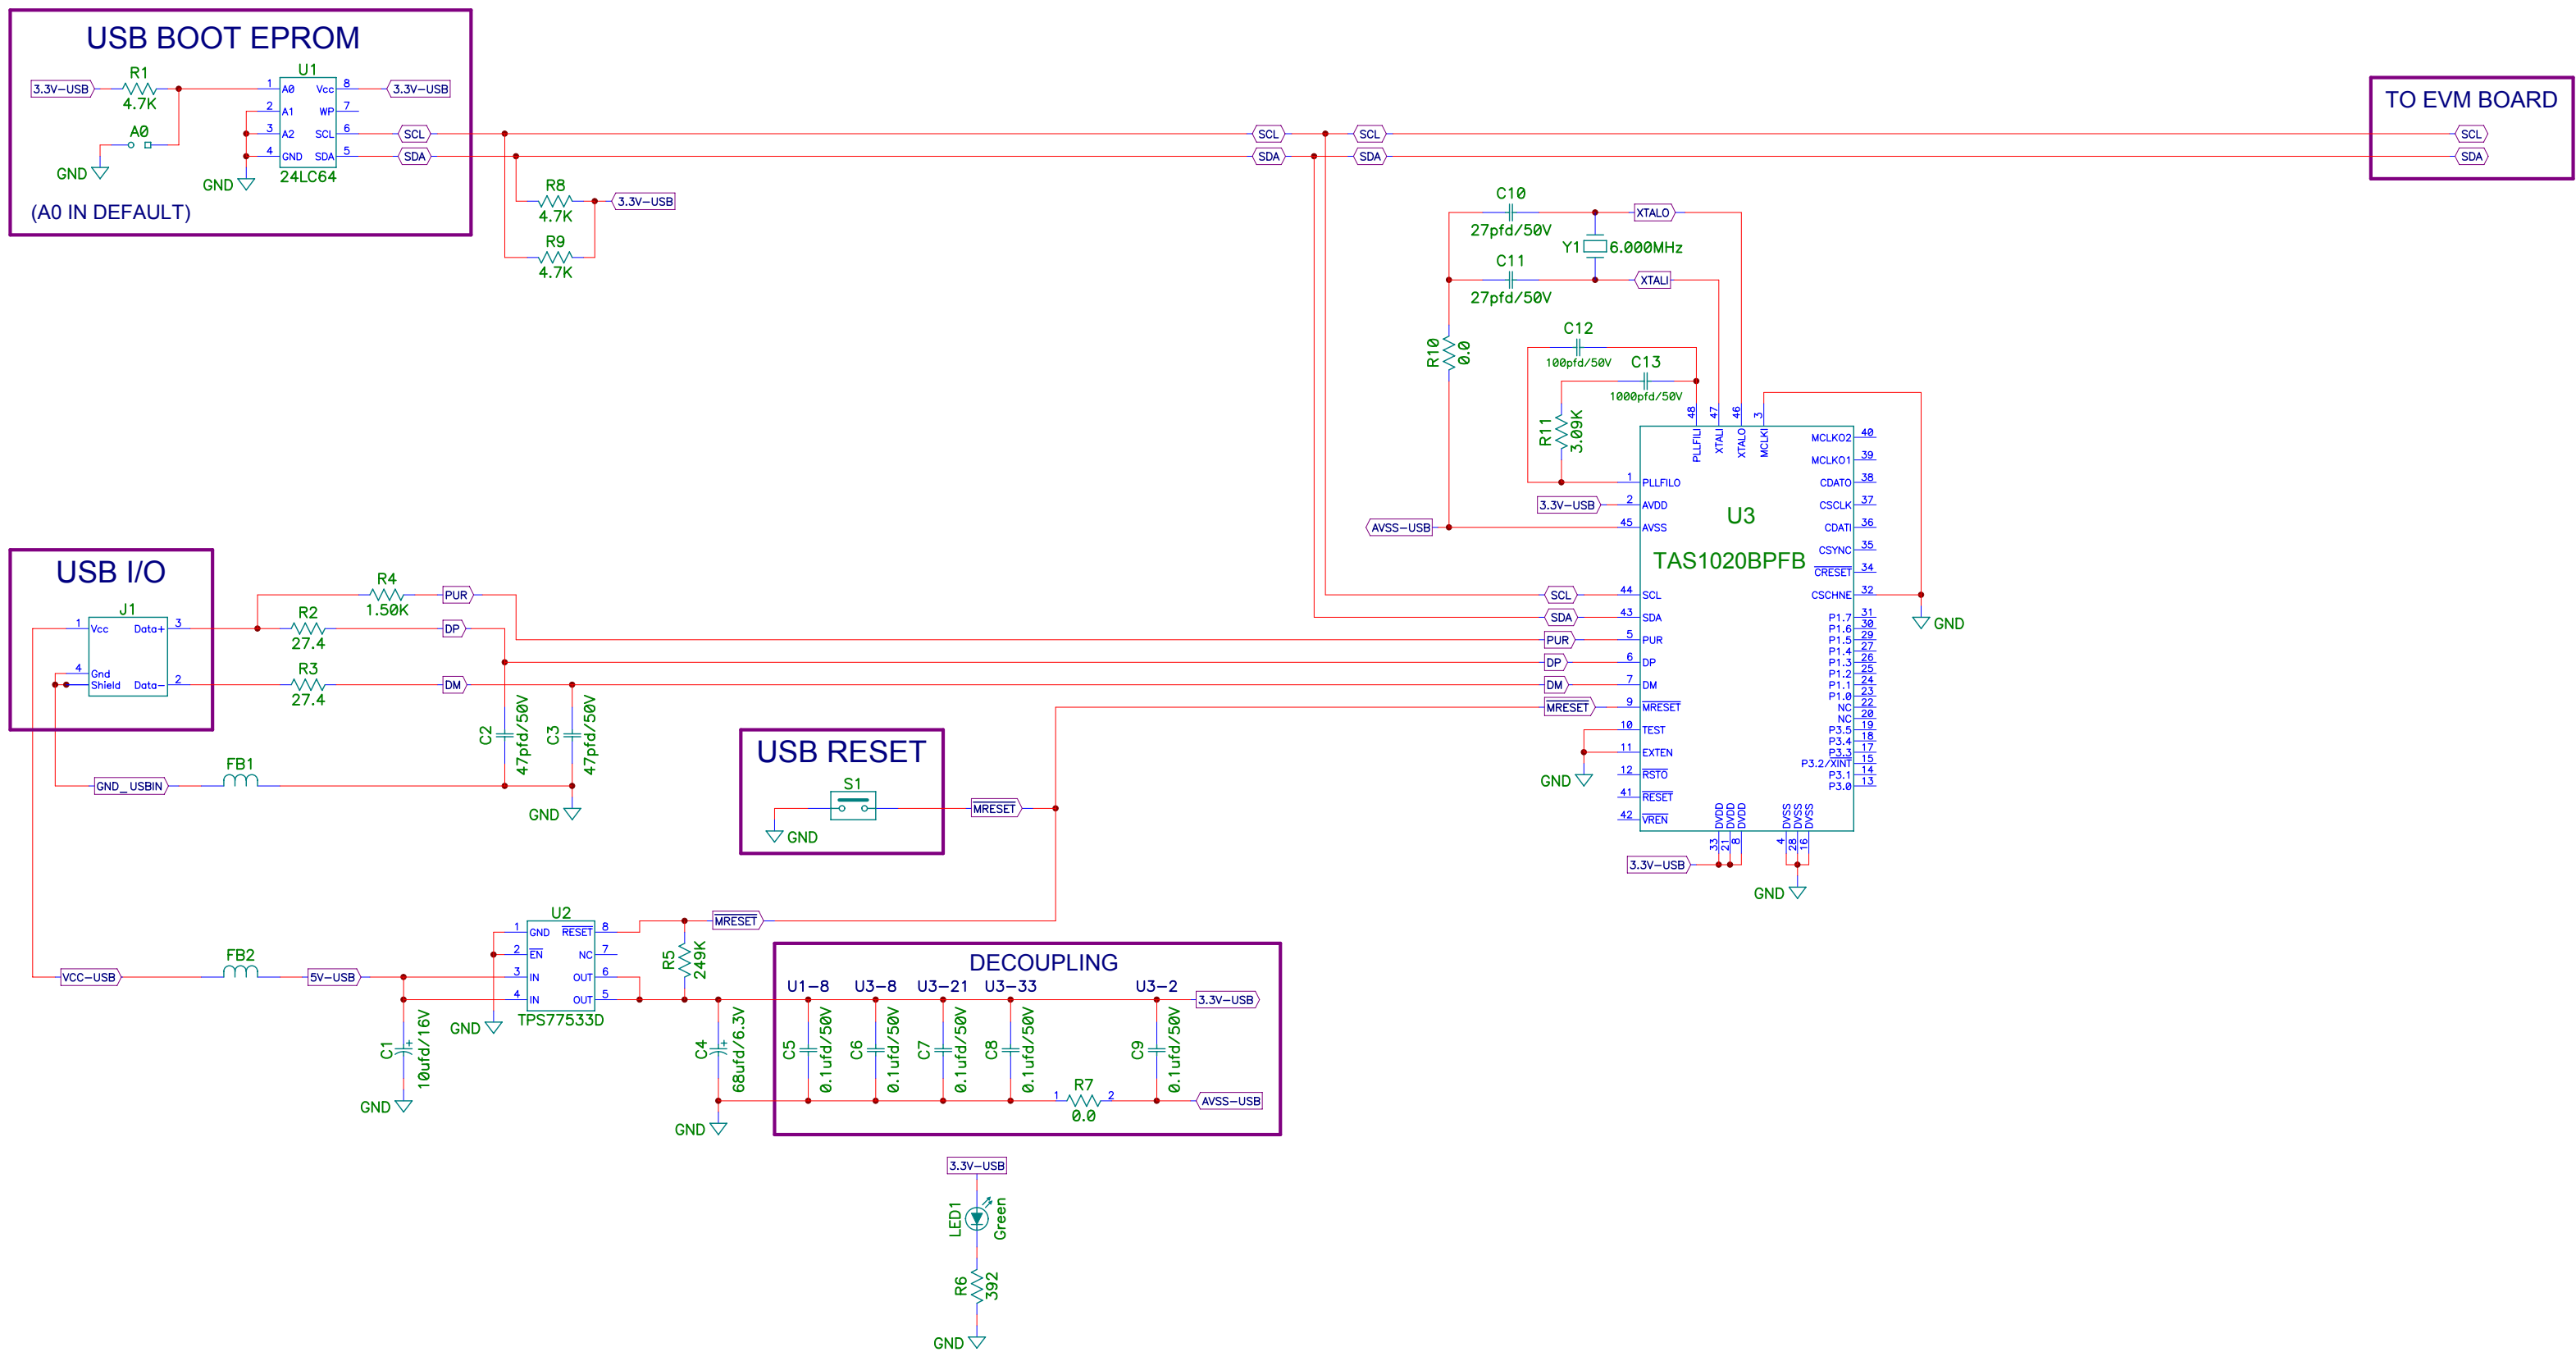 USB BOOT EPROM
3.3V-USB
R1
4.7K
A0
GND
(A0 IN DEFAULT)
U1
1 A0
2 A1
3 A2
4 GND
Vcc 8
WP 7
SCL 6
SDA 5
24LC64
GND
3.3V-USB
SCL
SDA
R8
4.7K
3.3V-USB
R9
4.7K
SCL
SCL
SDA
SDA
TO EVM BOARD
SCL
SDA
C10
27pfd/50V
XTALO
Y1
6.000MHz
C11
27pfd/50V
XTALI
R10
0.0
C12
100pfd/50V
C13
1000pfd/50V
R11
3.09K
3.3V-USB
AVSS-USB
U3
TAS1020BPFB
48 PLLFILI
47 XTALI
46 XTALO
3 MCLKI
1 PLLFILO
2 AVDD
45 AVSS
SCL
44 SCL
SDA
43 SDA
PUR
5 PUR
DP
6 DP
DM
7 DM
MRESET
9 MRESET
10 TEST
11 EXTEN
12 RSTO
41 RESET
42 VREN
GND
MCLKO2 40
MCLKO1 39
CDATO 38
CSCLK 37
CDATI 36
CSYNC 35
CRESET 34
CSCHNE 32
P1.7 31
P1.6 30
P1.5 29
P1.4 27
P1.3 26
P1.2 25
P1.1 24
P1.0 23
NC 22
NC 20
P3.5 19
P3.4 18
P3.3 17
P3.2/XINT 15
P3.1 14
P3.0 13
GND
DVDD 33
DVDD 21
DVDD 8
DVSS 4
DVSS 28
DVSS 16
3.3V-USB
GND
USB I/O
J1
1 Vcc
4 Gnd
Shield
Data+ 3
Data- 2
R4
1.50K
PUR
R2
27.4
DP
R3
27.4
DM
C2
47pfd/50V
C3
47pfd/50V
GND_USBIN
FB1
GND
USB RESET
S1
GND
MRESET
VCC-USB
FB2
5V-USB
C1
+
10ufd/16V
GND
U2
1 GND
2 EN
3 IN
4 IN
RESET 8
NC 7
OUT 6
OUT 5
TPS77533D
GND
MRESET
R5
249K
C4
+
68ufd/6.3V
GND
DECOUPLING
U1-8
U3-8
U3-21
U3-33
U3-2
3.3V-USB
C5
0.1ufd/50V
C6
0.1ufd/50V
C7
0.1ufd/50V
C8
0.1ufd/50V
C9
0.1ufd/50V
R7
1
2
0.0
AVSS-USB
3.3V-USB
LED1
Green
R6
392
GND